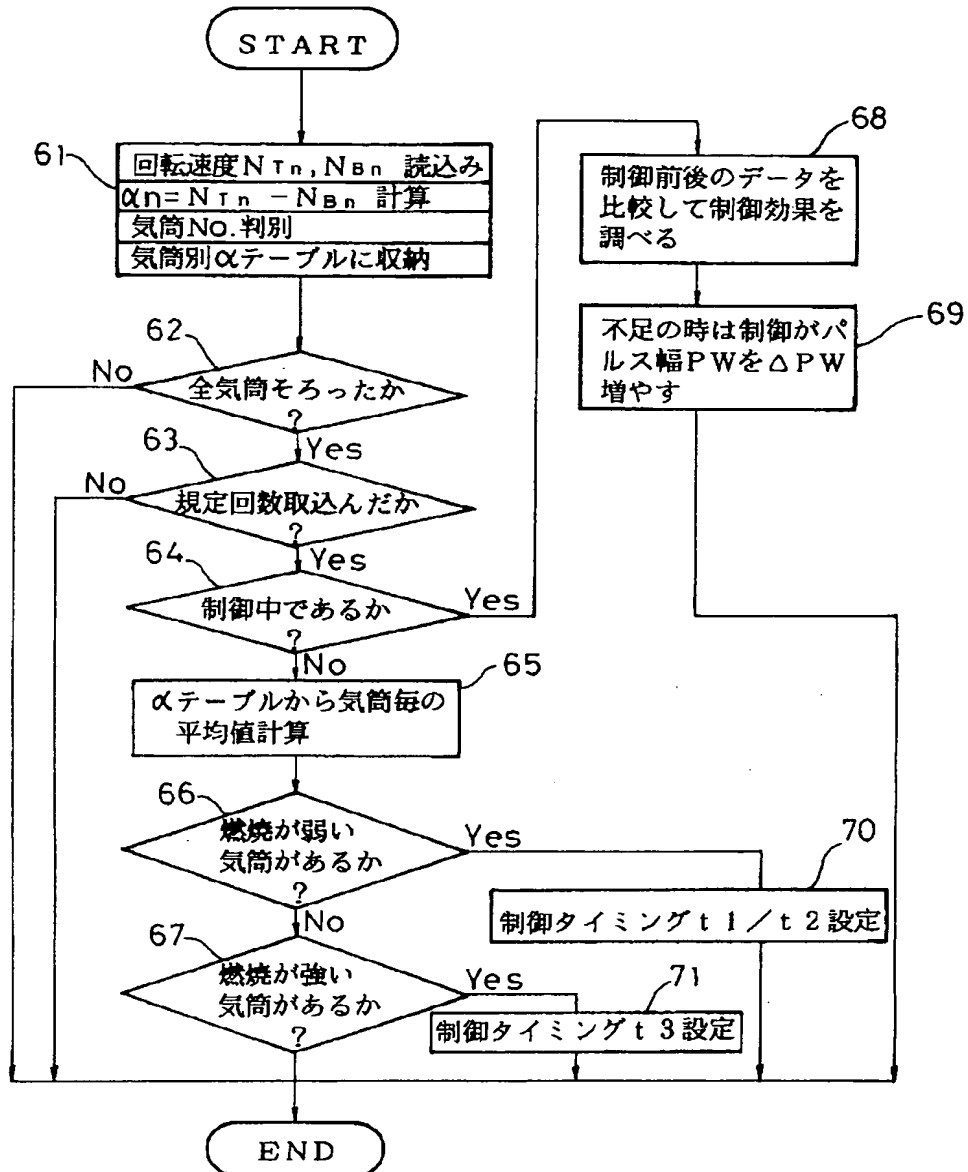 START
61
回転速度NTn,NBn 読込み
αn=NTn -NBn 計算
気筒No.判別
気筒別αテーブルに収納
62
No
全気筒そろったか
?
Yes
63
No
規定回数取込んだか
?
Yes
64
制御中であるか
?
Yes
No
65
αテーブルから気筒毎の
平均値計算
66
燃焼が弱い
気筒があるか
?
Yes
No
67
燃焼が強い
気筒があるか
?
Yes
68
制御前後のデータを
比較して制御効果を
調べる
69
不足の時は制御がパ
ルス幅PWを△PW
増やす
70
制御タイミングt1/t2設定
71
制御タイミングt3設定
END